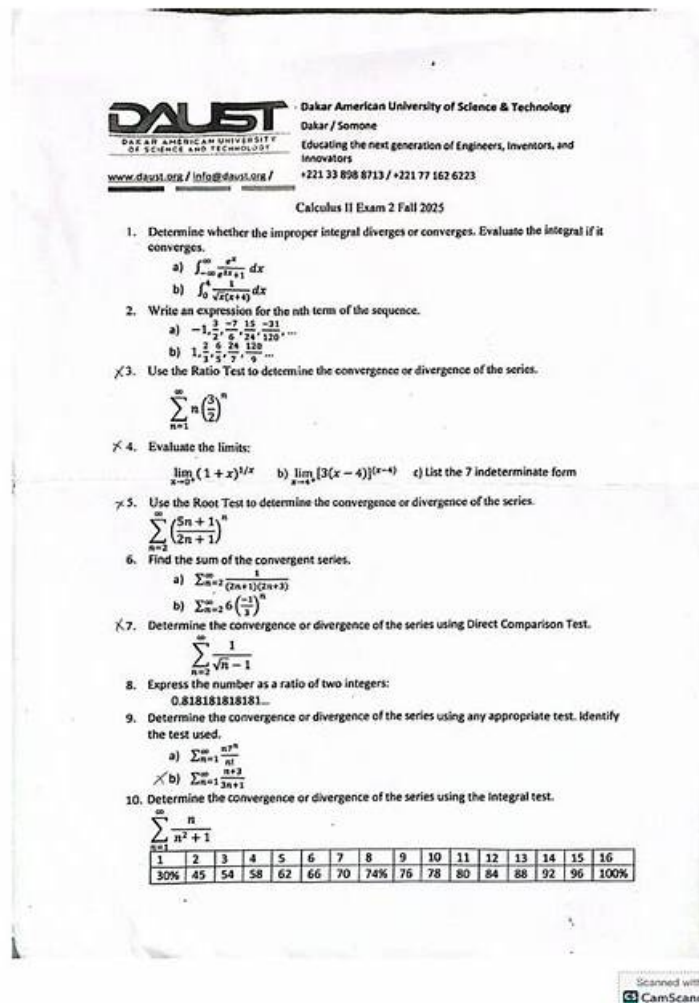 DAUST
DAKAR AMERICAN UNIVERSITY
OF SCIENCE AND TECHNOLOGY
Dakar American University of Science & Technology
Dakar / Somone
Educating the next generation of Engineers, Inventors, and
Innovators
www.daust.org / info@daust.org /
+221 33 898 8713 / +221 77 162 6223
Calculus II Exam 2 Fall 2025
1. Determine whether the improper integral diverges or converges. Evaluate the integral if it
converges.
a) ∫_{-∞}^{∞} e^x/(e^{2x}+1) dx
b) ∫_0^4 1/(√x(x+4)) dx
2. Write an expression for the nth term of the sequence.
a) −1, 3/2, −7/6, 15/24, −31/120, ...
b) 1, 2/3, 6/5, 24/7, 120/9 ...
X3. Use the Ratio Test to determine the convergence or divergence of the series.
∑_{n=1}^{∞} n(3/2)^n
X 4. Evaluate the limits:
lim_{x→0⁺} (1 + x)^{1/x} b) lim_{x→4⁺} [3(x − 4)]^{(x−4)} c) List the 7 indeterminate form
X 5. Use the Root Test to determine the convergence or divergence of the series.
∑_{n=2}^{∞} ((5n + 1)/(2n + 1))^n
6. Find the sum of the convergent series.
a) ∑_{n=2}^{∞} 1/((2n+1)(2n+3))
b) ∑_{n=2}^{∞} 6(−1/3)^n
X7. Determine the convergence or divergence of the series using Direct Comparison Test.
∑_{n=2}^{∞} 1/(√n − 1)
8. Express the number as a ratio of two integers:
0.818181818181...
9. Determine the convergence or divergence of the series using any appropriate test. Identify
the test used.
a) ∑_{n=1}^{∞} n7^n/n!
X b) ∑_{n=1}^{∞} (n+3)/(3n+1)
10. Determine the convergence or divergence of the series using the Integral test.
∑_{n=1}^{∞} n/(n² + 1)
1 2 3 4 5 6 7 8 9 10 11 12 13 14 15 16
30% 45 54 58 62 66 70 74% 76 78 80 84 88 92 96 100%
Scanned with
CS CamScan